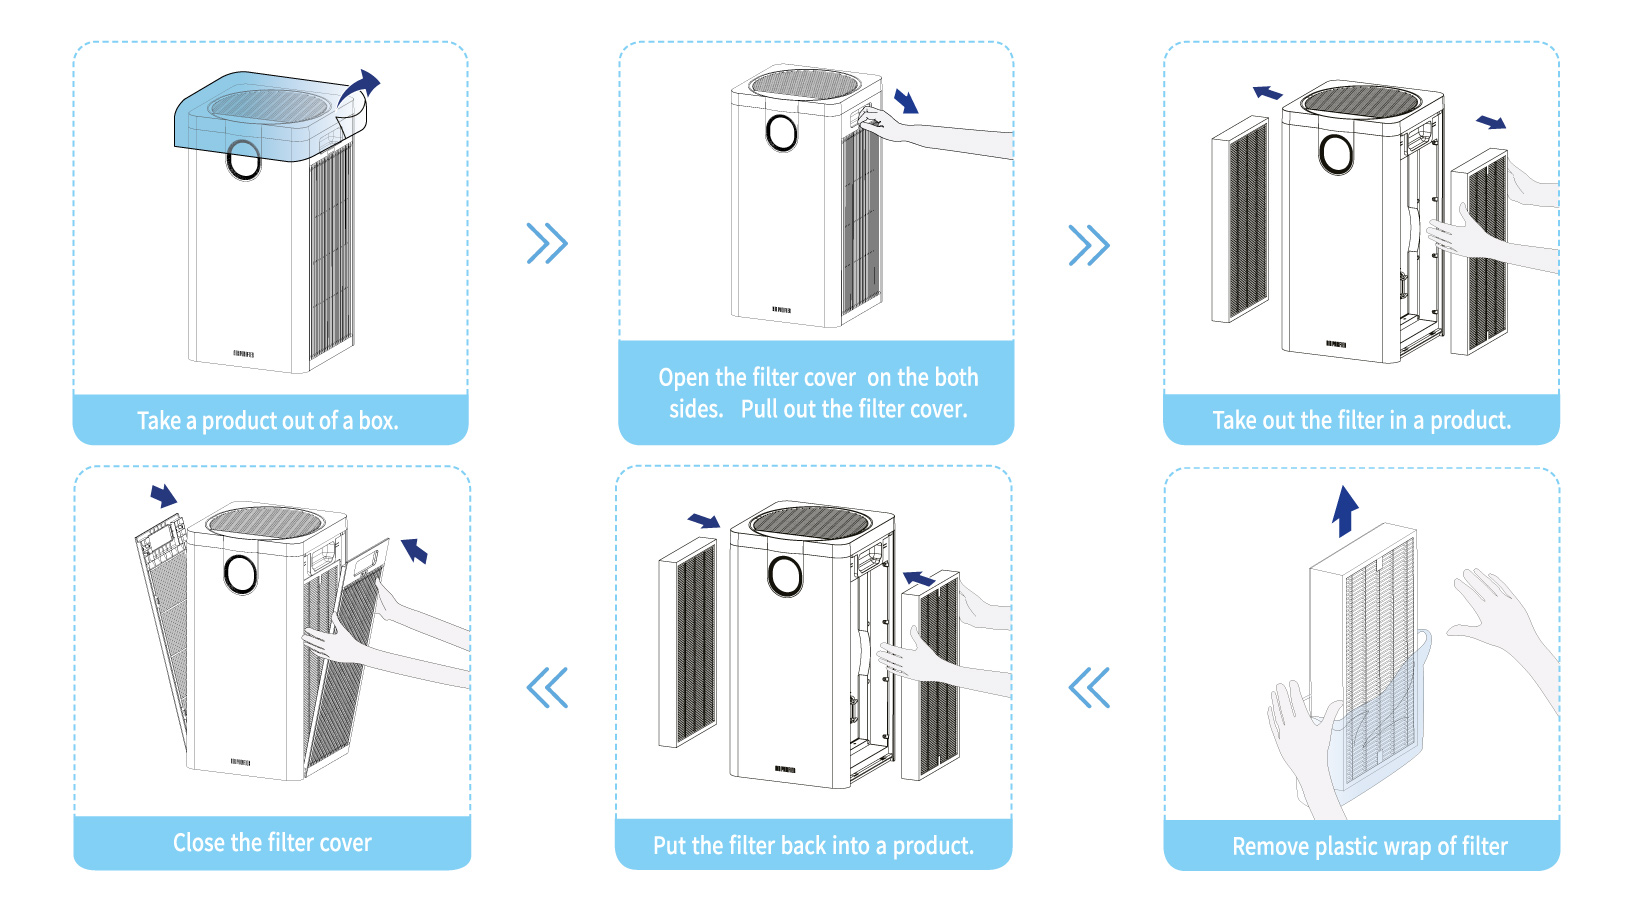 Take a product out of a box.
Open the filter cover on the both
sides. Pull out the filter cover.
Take out the filter in a product.
Remove plastic wrap of filter
Put the filter back into a product.
Close the filter cover